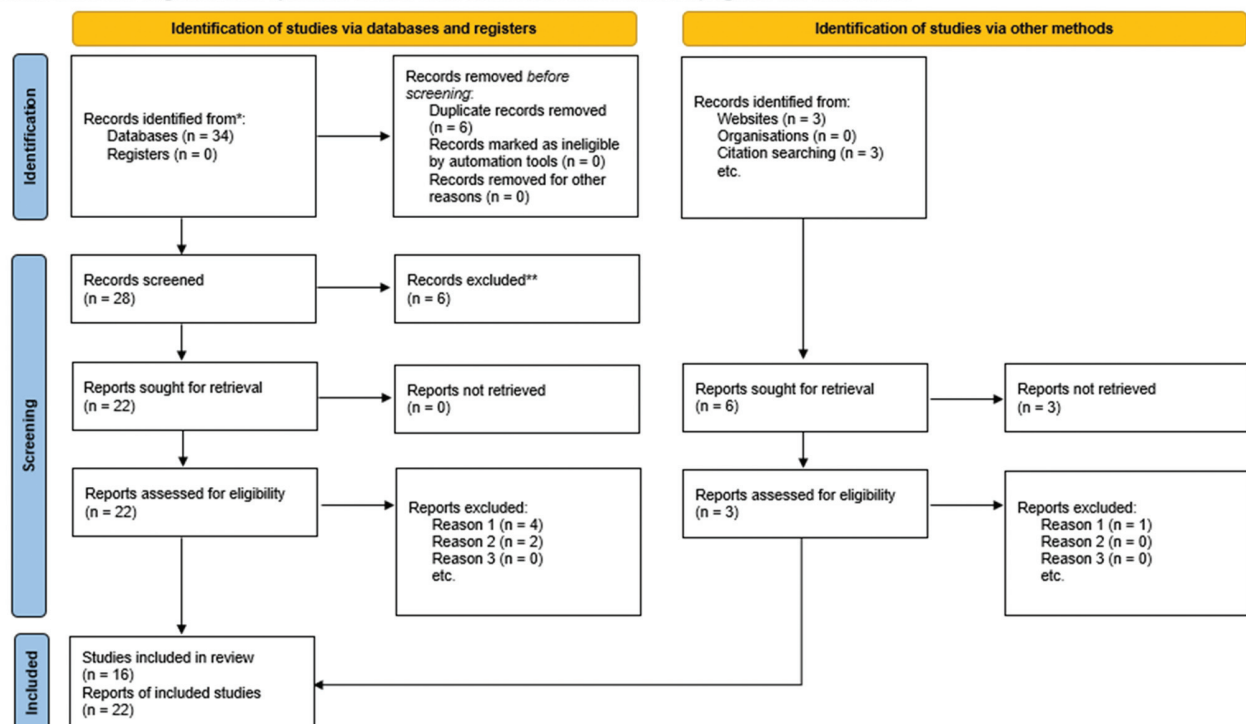 Identification of studies via databases and registers
Identification of studies via other methods
Identification
Records identified from*:
Databases (n = 34)
Registers (n = 0)
Records removed before
screening:
Duplicate records removed
(n = 6)
Records marked as ineligible
by automation tools (n = 0)
Records removed for other
reasons (n = 0)
Records identified from:
Websites (n = 3)
Organisations (n = 0)
Citation searching (n = 3)
etc.
Screening
Records screened
(n = 28)
Records excluded**
(n = 6)
Reports sought for retrieval
(n = 22)
Reports not retrieved
(n = 0)
Reports sought for retrieval
(n = 6)
Reports not retrieved
(n = 3)
Reports assessed for eligibility
(n = 22)
Reports excluded:
Reason 1 (n = 4)
Reason 2 (n = 2)
Reason 3 (n = 0)
etc.
Reports assessed for eligibility
(n = 3)
Reports excluded:
Reason 1 (n = 1)
Reason 2 (n = 0)
Reason 3 (n = 0)
etc.
Included
Studies included in review
(n = 16)
Reports of included studies
(n = 22)